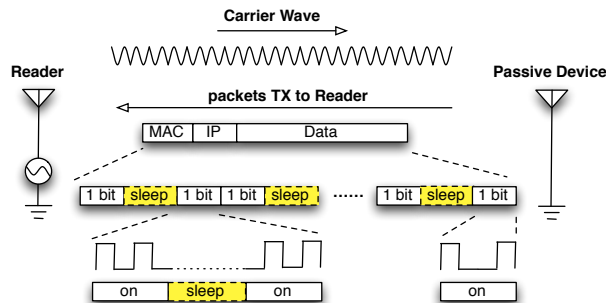 Carrier Wave
Reader
Passive Device
packets TX to Reader
MAC IP Data
1 bit sleep 1 bit 1 bit sleep ...... 1 bit sleep 1 bit
on sleep on on